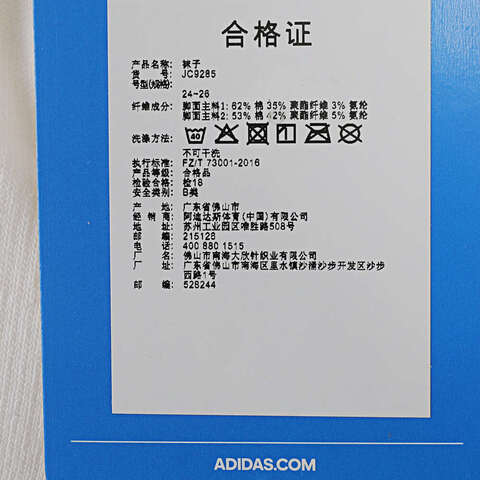 合格证
产品名称: 袜子
货 号: JC9285
号型(规格):
24-26
纤维成分: 脚面主料1: 62% 棉 35% 聚酯纤维 3% 氨纶
脚面主料2: 53% 棉 42% 聚酯纤维 5% 氨纶
洗涤方法: 40
不可干洗
执行标准: FZ/T 73001-2016
产品等级: 合格品
检验合格: 检18
安全类别: B类
产 地: 广东省佛山市
经 销 商: 阿迪达斯体育(中国)有限公司
地 址: 苏州工业园区唯胜路508号
邮 编: 215128
电 话: 400 880 1515
厂 名: 佛山市南海大欣针织业有限公司
厂 址: 广东省佛山市南海区里水镇沙涌沙步开发区沙步
西路1号
邮 编: 528244
ADIDAS.COM